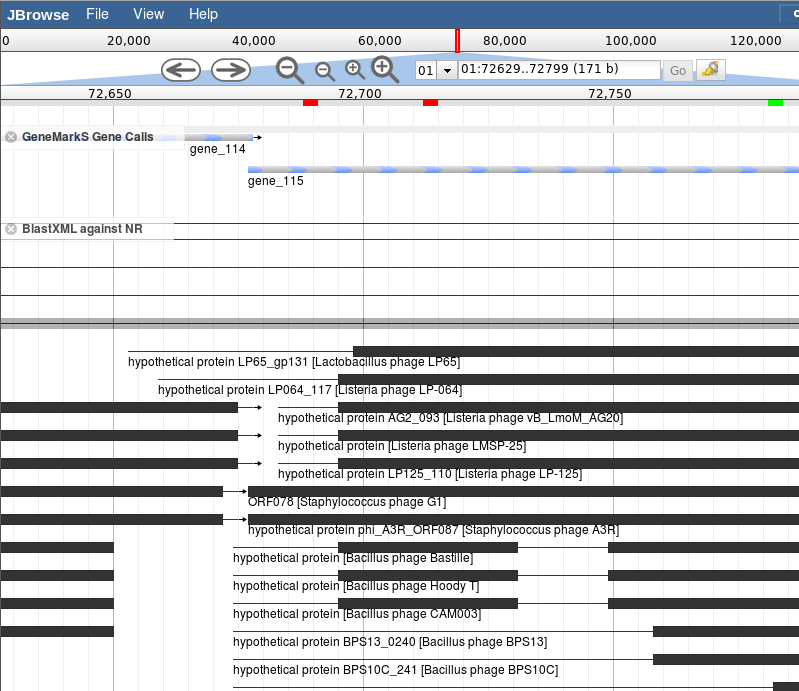 JBrowse File View Help
0 20,000 40,000 60,000 80,000 100,000 120,000
01 01:72629..72799 (171 b) Go
72,650 72,700 72,750
GeneMarkS Gene Calls
gene_114
gene_115
BlastXML against NR
hypothetical protein LP65_gp131 [Lactobacillus phage LP65]
hypothetical protein LP064_117 [Listeria phage LP-064]
hypothetical protein AG2_093 [Listeria phage vB_LmoM_AG20]
hypothetical protein [Listeria phage LMSP-25]
hypothetical protein LP125_110 [Listeria phage LP-125]
ORF078 [Staphylococcus phage G1]
hypothetical protein phi_A3R_ORF087 [Staphylococcus phage A3R]
hypothetical protein [Bacillus phage Bastille]
hypothetical protein [Bacillus phage Hoody T]
hypothetical protein [Bacillus phage CAM003]
hypothetical protein BPS13_0240 [Bacillus phage BPS13]
hypothetical protein BPS10C_241 [Bacillus phage BPS10C]